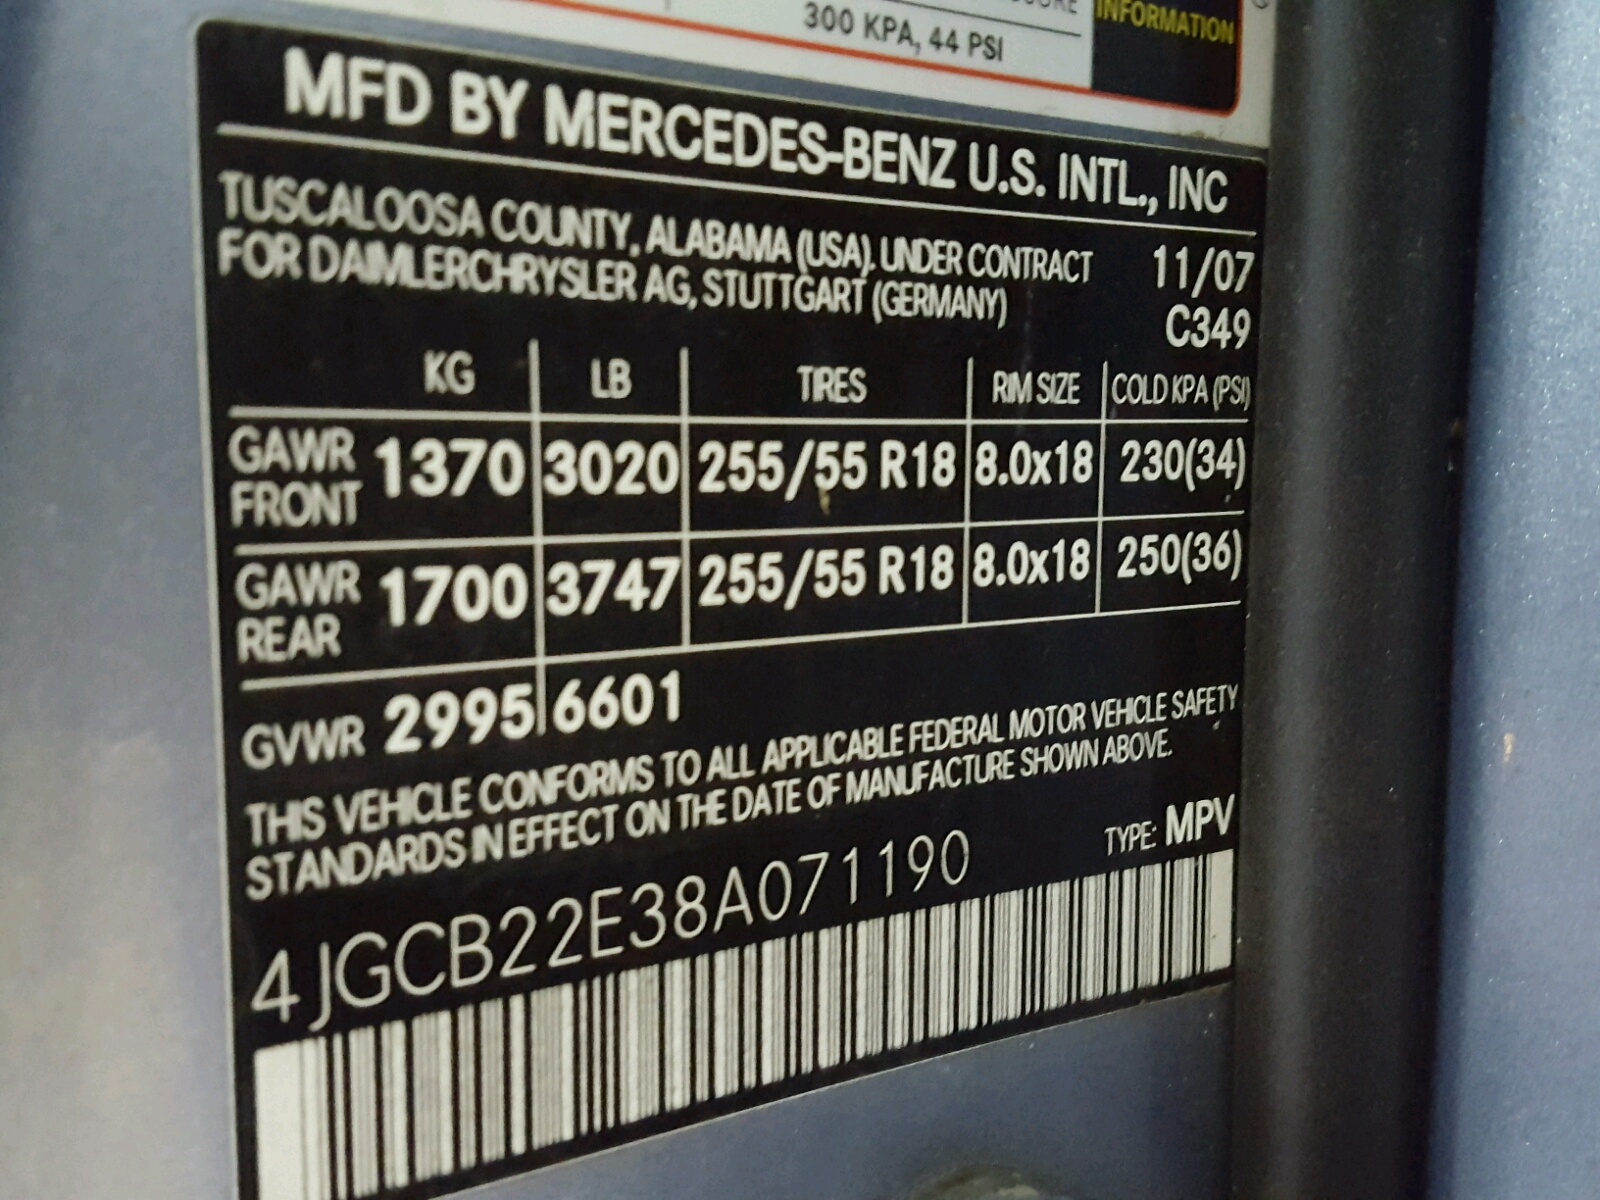 300 KPA, 44 PSI
INFORMATION
MFD BY MERCEDES-BENZ U.S. INTL., INC
TUSCALOOSA COUNTY, ALABAMA (USA). UNDER CONTRACT
FOR DAIMLERCHRYSLER AG, STUTTGART (GERMANY)
11/07
C349
KG LB TIRES RIM SIZE COLD KPA (PSI)
GAWR FRONT 1370 3020 255/55 R18 8.0x18 230(34)
GAWR REAR 1700 3747 255/55 R18 8.0x18 250(36)
GVWR 2995 6601
THIS VEHICLE CONFORMS TO ALL APPLICABLE FEDERAL MOTOR VEHICLE SAFETY
STANDARDS IN EFFECT ON THE DATE OF MANUFACTURE SHOWN ABOVE.
TYPE: MPV
4JGCB22E38A071190